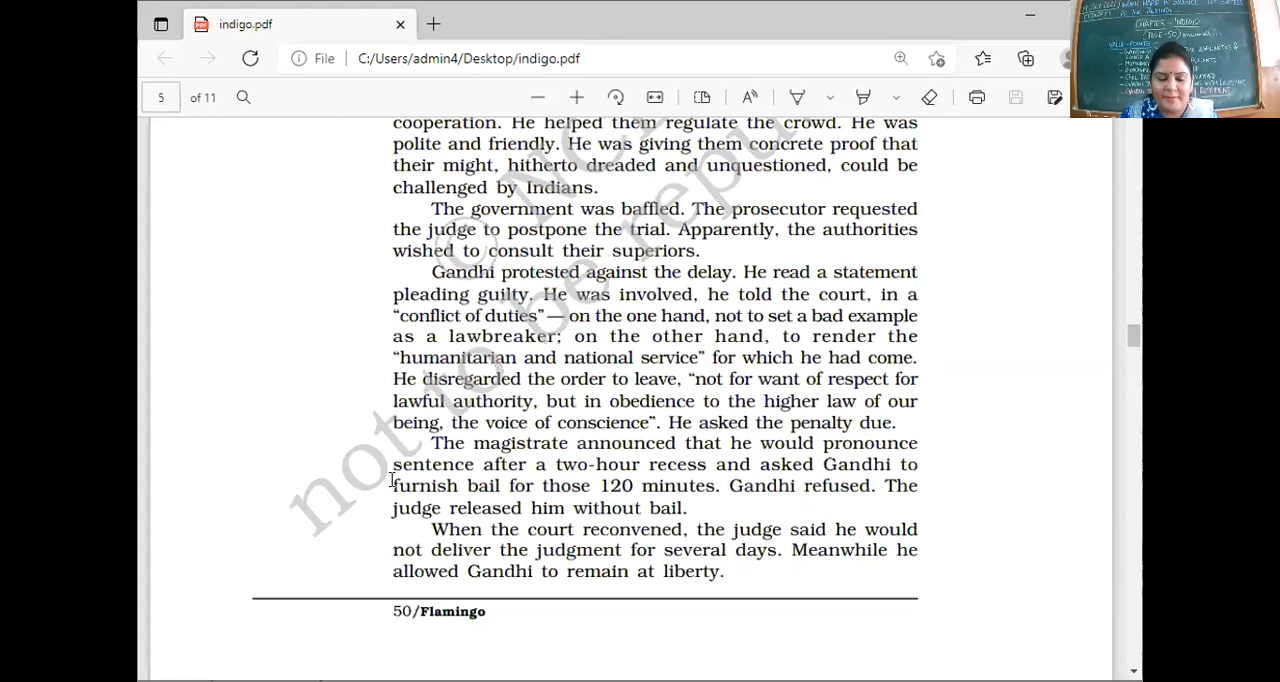 indigo.pdf
File C:/Users/admin4/Desktop/indigo.pdf
5 of 11
CHAPTER - INDIGO
(PAGE-50)
VALUE-POINTS
cooperation. He helped them regulate the crowd. He was
polite and friendly. He was giving them concrete proof that
their might, hitherto dreaded and unquestioned, could be
challenged by Indians.
The government was baffled. The prosecutor requested
the judge to postpone the trial. Apparently, the authorities
wished to consult their superiors.
Gandhi protested against the delay. He read a statement
pleading guilty. He was involved, he told the court, in a
“conflict of duties”— on the one hand, not to set a bad example
as a lawbreaker; on the other hand, to render the
“humanitarian and national service” for which he had come.
He disregarded the order to leave, “not for want of respect for
lawful authority, but in obedience to the higher law of our
being, the voice of conscience”. He asked the penalty due.
The magistrate announced that he would pronounce
sentence after a two-hour recess and asked Gandhi to
furnish bail for those 120 minutes. Gandhi refused. The
judge released him without bail.
When the court reconvened, the judge said he would
not deliver the judgment for several days. Meanwhile he
allowed Gandhi to remain at liberty.
50/Flamingo
not to be repu